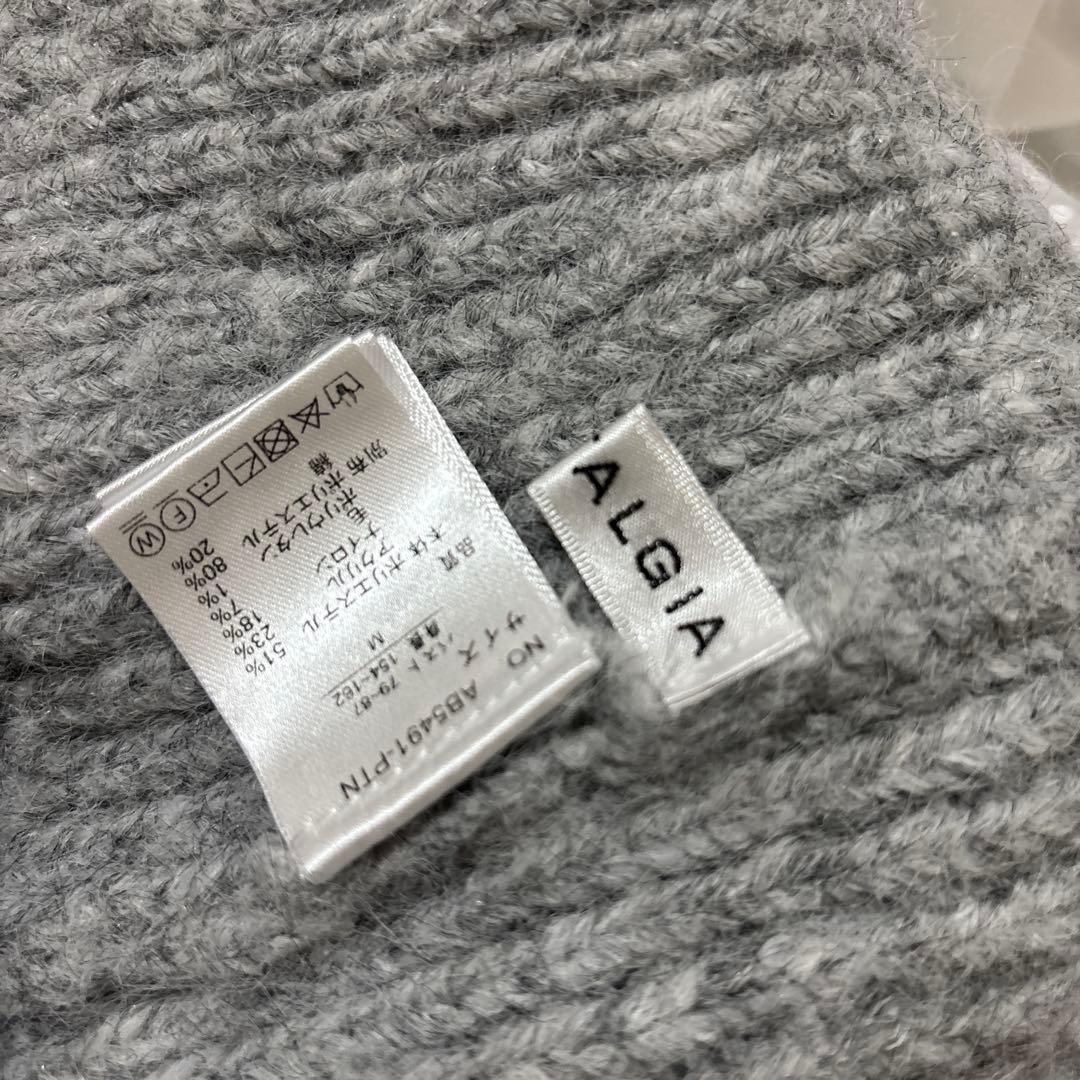 NO AB5491-PTN
サイズ バスト 79~87
身長 154~162
M
品質
本体 ポリエステル 51%
アクリル 23%
ナイロン 18%
毛 7%
ポリウレタン 1%
別布 ポリエステル 80%
綿 20%
F W
ALGIA